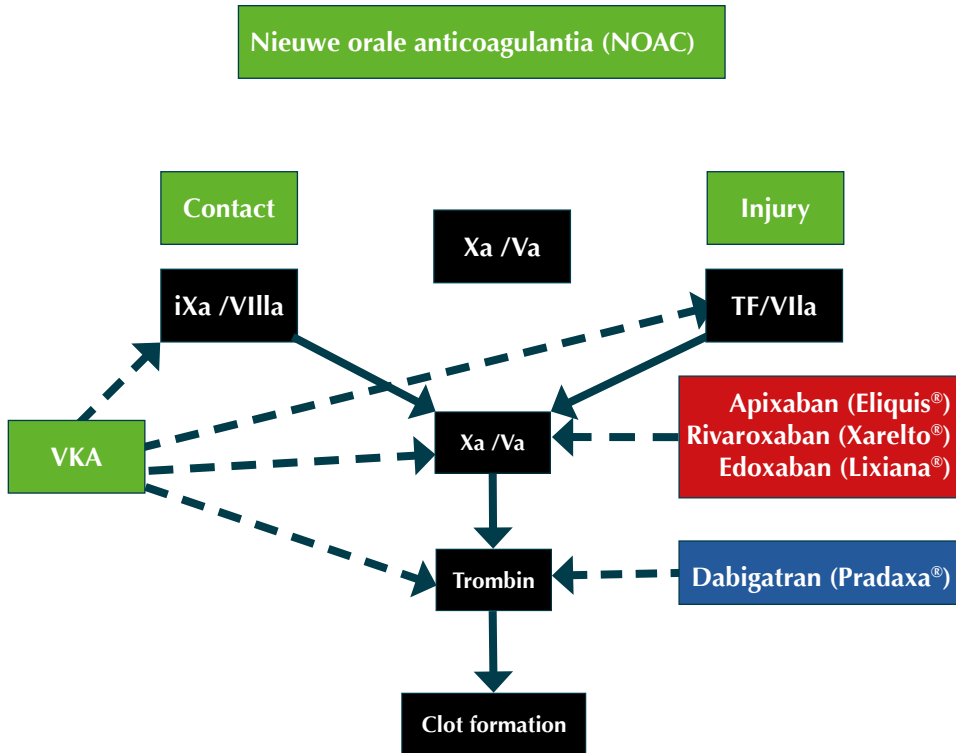 Nieuwe orale anticoagulantia (NOAC)
Contact
Injury
Xa /Va
iXa /VIIIa
TF/VIIa
Apixaban (Eliquis®)
Rivaroxaban (Xarelto®)
Edoxaban (Lixiana®)
VKA
Xa /Va
Trombin
Dabigatran (Pradaxa®)
Clot formation